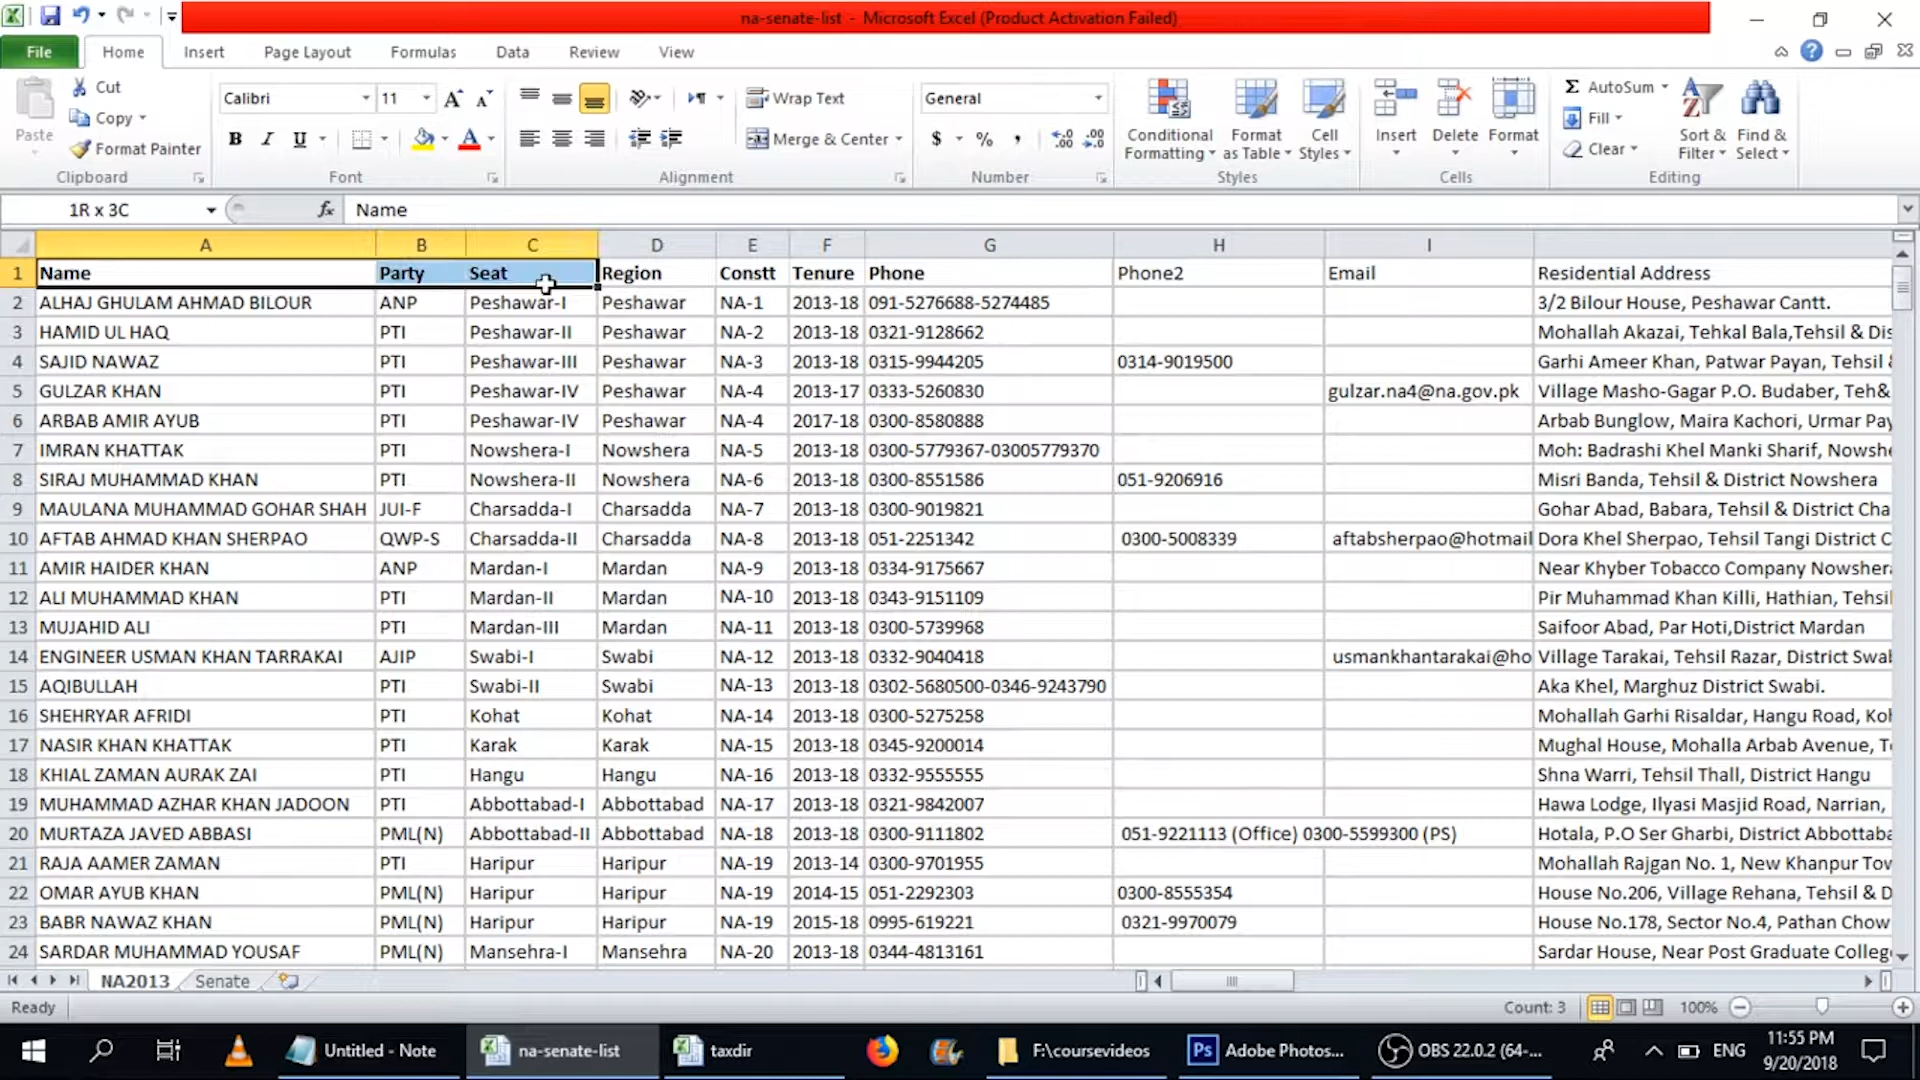 na-senate-list - Microsoft Excel (Product Activation Failed)
File Home Insert Page Layout Formulas Data Review View
Paste Cut Copy Format Painter Clipboard
Calibri 11 B I U Font
Wrap Text Merge & Center Alignment
General $ % , Number
Conditional Formatting Format as Table Cell Styles Styles
Insert Delete Format Cells
Σ AutoSum Fill Clear Sort & Filter Find & Select Editing
1R x 3C fx Name
A B C D E F G H I
1 Name Party Seat Region Constt Tenure Phone Phone2 Email Residential Address
2 ALHAJ GHULAM AHMAD BILOUR ANP Peshawar-I Peshawar NA-1 2013-18 091-5276688-5274485 3/2 Bilour House, Peshawar Cantt.
3 HAMID UL HAQ PTI Peshawar-II Peshawar NA-2 2013-18 0321-9128662 Mohallah Akazai, Tehkal Bala,Tehsil & Dis
4 SAJID NAWAZ PTI Peshawar-III Peshawar NA-3 2013-18 0315-9944205 0314-9019500 Garhi Ameer Khan, Patwar Payan, Tehsil
5 GULZAR KHAN PTI Peshawar-IV Peshawar NA-4 2013-17 0333-5260830 gulzar.na4@na.gov.pk Village Masho-Gagar P.O. Budaber, Teh&
6 ARBAB AMIR AYUB PTI Peshawar-IV Peshawar NA-4 2017-18 0300-8580888 Arbab Bunglow, Maira Kachori, Urmar Pay
7 IMRAN KHATTAK PTI Nowshera-I Nowshera NA-5 2013-18 0300-5779367-03005779370 Moh: Badrashi Khel Manki Sharif, Nowshe
8 SIRAJ MUHAMMAD KHAN PTI Nowshera-II Nowshera NA-6 2013-18 0300-8551586 051-9206916 Misri Banda, Tehsil & District Nowshera
9 MAULANA MUHAMMAD GOHAR SHAH JUI-F Charsadda-I Charsadda NA-7 2013-18 0300-9019821 Gohar Abad, Babara, Tehsil & District Cha
10 AFTAB AHMAD KHAN SHERPAO QWP-S Charsadda-II Charsadda NA-8 2013-18 051-2251342 0300-5008339 aftabsherpao@hotmail Dora Khel Sherpao, Tehsil Tangi District C
11 AMIR HAIDER KHAN ANP Mardan-I Mardan NA-9 2013-18 0334-9175667 Near Khyber Tobacco Company Nowshera
12 ALI MUHAMMAD KHAN PTI Mardan-II Mardan NA-10 2013-18 0343-9151109 Pir Muhammad Khan Killi, Hathian, Tehsil
13 MUJAHID ALI PTI Mardan-III Mardan NA-11 2013-18 0300-5739968 Saifoor Abad, Par Hoti,District Mardan
14 ENGINEER USMAN KHAN TARRAKAI AJIP Swabi-I Swabi NA-12 2013-18 0332-9040418 usmankhantarakai@ho Village Tarakai, Tehsil Razar, District Swabi
15 AQIBULLAH PTI Swabi-II Swabi NA-13 2013-18 0302-5680500-0346-9243790 Aka Khel, Marghuz District Swabi.
16 SHEHRYAR AFRIDI PTI Kohat Kohat NA-14 2013-18 0300-5275258 Mohallah Garhi Risaldar, Hangu Road, Koh
17 NASIR KHAN KHATTAK PTI Karak Karak NA-15 2013-18 0345-9200014 Mughal House, Mohalla Arbab Avenue, T
18 KHIAL ZAMAN AURAK ZAI PTI Hangu Hangu NA-16 2013-18 0332-9555555 Shna Warri, Tehsil Thall, District Hangu
19 MUHAMMAD AZHAR KHAN JADOON PTI Abbottabad-I Abbottabad NA-17 2013-18 0321-9842007 Hawa Lodge, Ilyasi Masjid Road, Narrian,
20 MURTAZA JAVED ABBASI PML(N) Abbottabad-II Abbottabad NA-18 2013-18 0300-9111802 051-9221113 (Office) 0300-5599300 (PS) Hotala, P.O Ser Gharbi, District Abbottaba
21 RAJA AAMER ZAMAN PTI Haripur Haripur NA-19 2013-14 0300-9701955 Mohallah Rajgan No. 1, New Khanpur Tow
22 OMAR AYUB KHAN PML(N) Haripur Haripur NA-19 2014-15 051-2292303 0300-8555354 House No.206, Village Rehana, Tehsil & D
23 BABR NAWAZ KHAN PML(N) Haripur Haripur NA-19 2015-18 0995-619221 0321-9970079 House No.178, Sector No.4, Pathan Chow
24 SARDAR MUHAMMAD YOUSAF PML(N) Mansehra-I Mansehra NA-20 2013-18 0344-4813161 Sardar House, Near Post Graduate College
NA2013 Senate
Ready Count: 3 100%
Untitled - Note na-senate-list taxdir F:\coursevideos Ps Adobe Photos... OBS 22.0.2 (64-... ENG 11:55 PM
9/20/2018